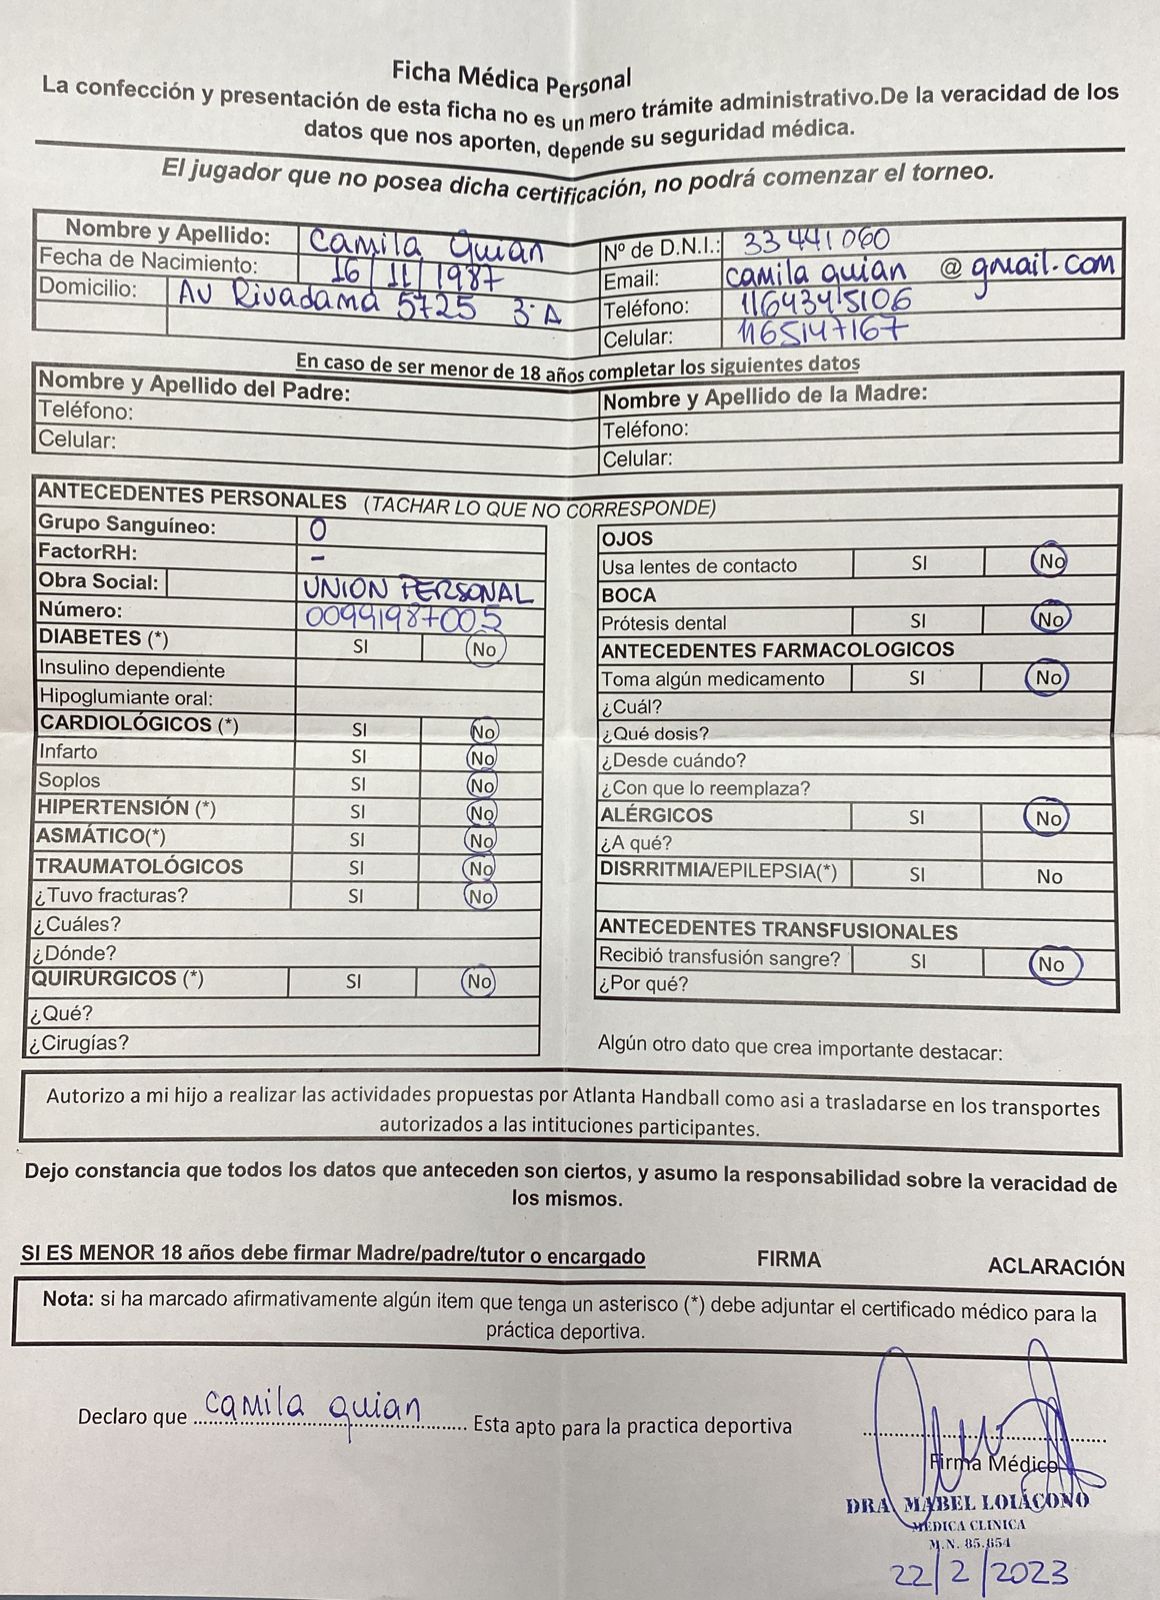 Ficha Médica Personal
La confección y presentación de esta ficha no es un mero trámite administrativo.De la veracidad de los
datos que nos aporten, depende su seguridad médica.
El jugador que no posea dicha certificación, no podrá comenzar el torneo.
Nombre y Apellido: Camila Quian
Fecha de Nacimiento: 16/11/1987
Domicilio: AV Rivadavia 5725 3° A
Nº de D.N.I.: 33 441 060
Email: camila quian @gmail.com
Teléfono: 1164345106
Celular: 1165147167
En caso de ser menor de 18 años completar los siguientes datos
Nombre y Apellido del Padre:
Teléfono:
Celular:
Nombre y Apellido de la Madre:
Teléfono:
Celular:
ANTECEDENTES PERSONALES (TACHAR LO QUE NO CORRESPONDE)
Grupo Sanguíneo: O
FactorRH: -
Obra Social: UNION PERSONAL
Número: 00991987005
DIABETES (*) SI No
Insulino dependiente
Hipoglumiante oral:
CARDIOLÓGICOS (*) SI No
Infarto SI No
Soplos SI No
HIPERTENSIÓN (*) SI No
ASMÁTICO(*) SI No
TRAUMATOLÓGICOS SI No
¿Tuvo fracturas? SI No
¿Cuáles?
¿Dónde?
QUIRURGICOS (*) SI No
¿Qué?
¿Cirugías?
OJOS
Usa lentes de contacto SI No
BOCA
Prótesis dental SI No
ANTECEDENTES FARMACOLOGICOS
Toma algún medicamento SI No
¿Cuál?
¿Qué dosis?
¿Desde cuándo?
¿Con que lo reemplaza?
ALÉRGICOS SI No
¿A qué?
DISRRITMIA/EPILEPSIA(*) SI No
ANTECEDENTES TRANSFUSIONALES
Recibió transfusión sangre? SI No
¿Por qué?
Algún otro dato que crea importante destacar:
Autorizo a mi hijo a realizar las actividades propuestas por Atlanta Handball como asi a trasladarse en los transportes
autorizados a las intituciones participantes.
Dejo constancia que todos los datos que anteceden son ciertos, y asumo la responsabilidad sobre la veracidad de
los mismos.
SI ES MENOR 18 años debe firmar Madre/padre/tutor o encargado FIRMA ACLARACIÓN
Nota: si ha marcado afirmativamente algún item que tenga un asterisco (*) debe adjuntar el certificado médico para la
práctica deportiva.
Declaro que camila quian Esta apto para la practica deportiva
Firma Médico
DRA. MABEL LOIÁCONO
MEDICA CLINICA
M.N. 85.854
22/2/2023